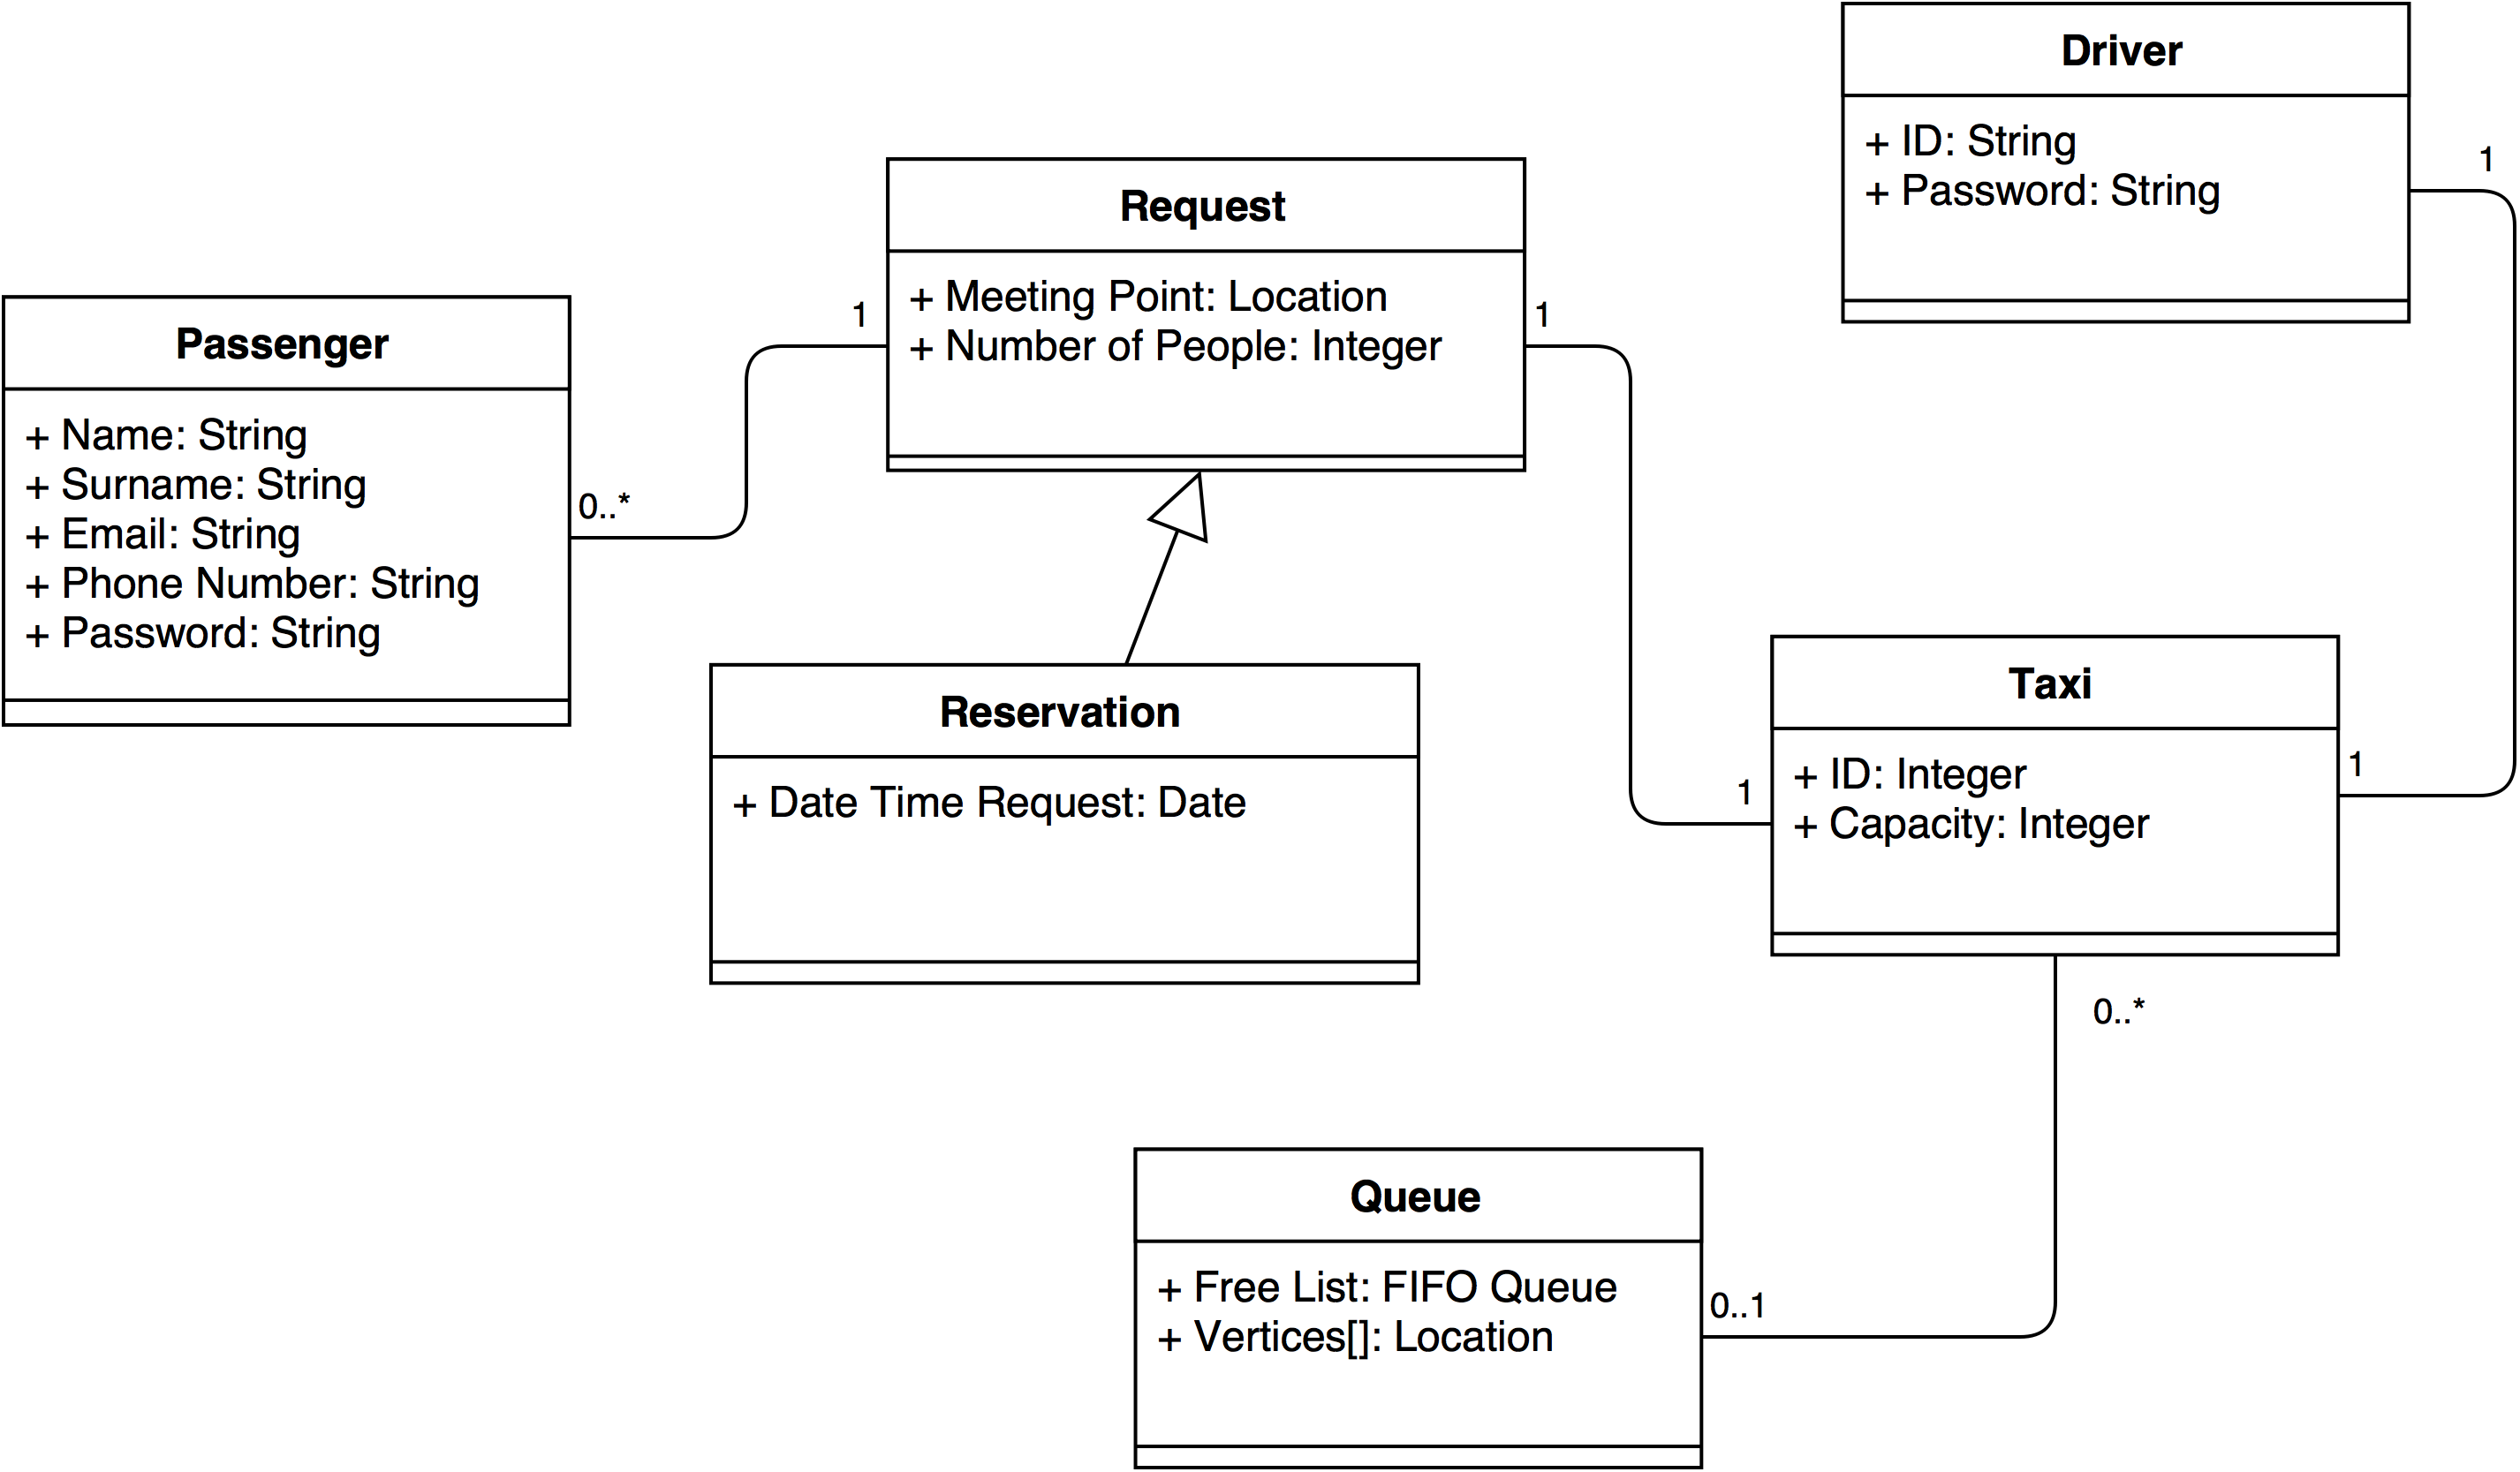 Driver
+ ID: String
+ Password: String
1
Request
+ Meeting Point: Location
+ Number of People: Integer
1
1
Passenger
+ Name: String
+ Surname: String
+ Email: String
+ Phone Number: String
+ Password: String
0..*
Reservation
+ Date Time Request: Date
Taxi
+ ID: Integer
+ Capacity: Integer
1
1
0..*
Queue
+ Free List: FIFO Queue
+ Vertices[]: Location
0..1